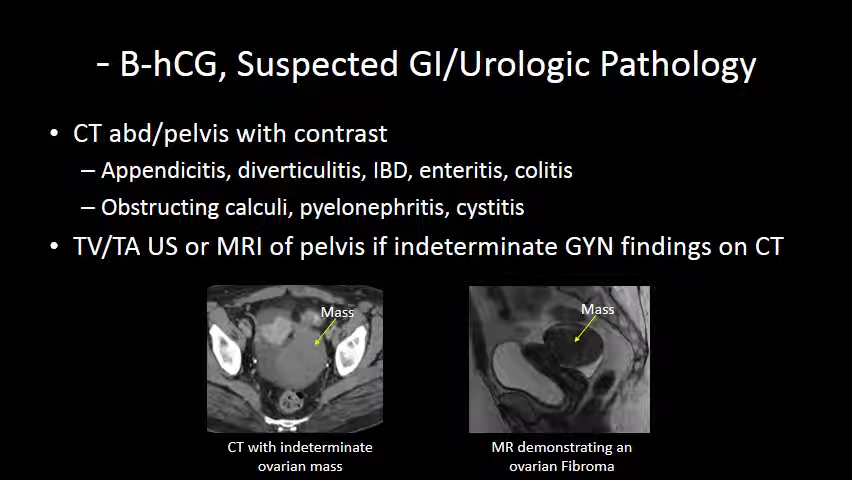 - B-hCG, Suspected GI/Urologic Pathology
• CT abd/pelvis with contrast
– Appendicitis, diverticulitis, IBD, enteritis, colitis
– Obstructing calculi, pyelonephritis, cystitis
• TV/TA US or MRI of pelvis if indeterminate GYN findings on CT
Mass
Mass
CT with indeterminate
ovarian mass
MR demonstrating an
ovarian Fibroma